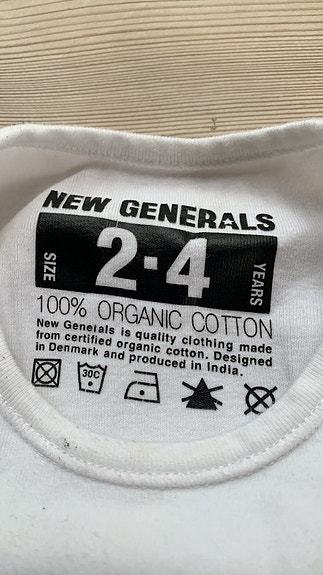 NEW GENERALS
SIZE 2-4 YEARS
100% ORGANIC COTTON
New Generals is quality clothing made
from certified organic cotton. Designed
in Denmark and produced in India.
30C